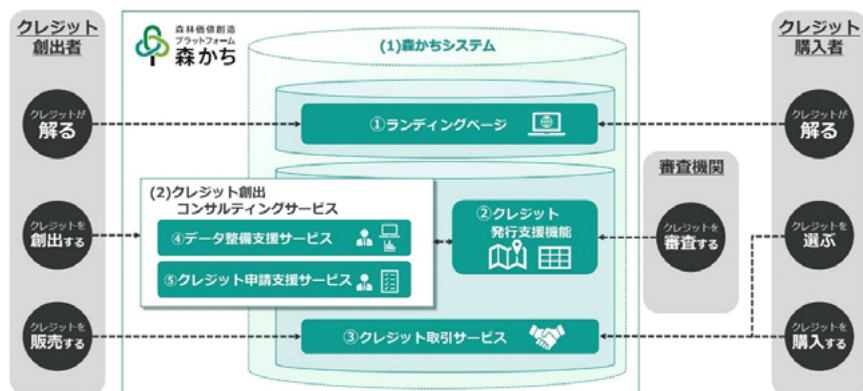 クレジット
創出者
クレジットが
解る
クレジットを
創出する
クレジットを
販売する
森林価値創造
プラットフォーム
森かち
(1)森かちシステム
①ランディングページ
(2)クレジット創出
コンサルティングサービス
④データ整備支援サービス
⑤クレジット申請支援サービス
②クレジット
発行支援機能
③クレジット取引サービス
審査機関
クレジットを
審査する
クレジット
購入者
クレジットが
解る
クレジットを
選ぶ
クレジットを
購入する